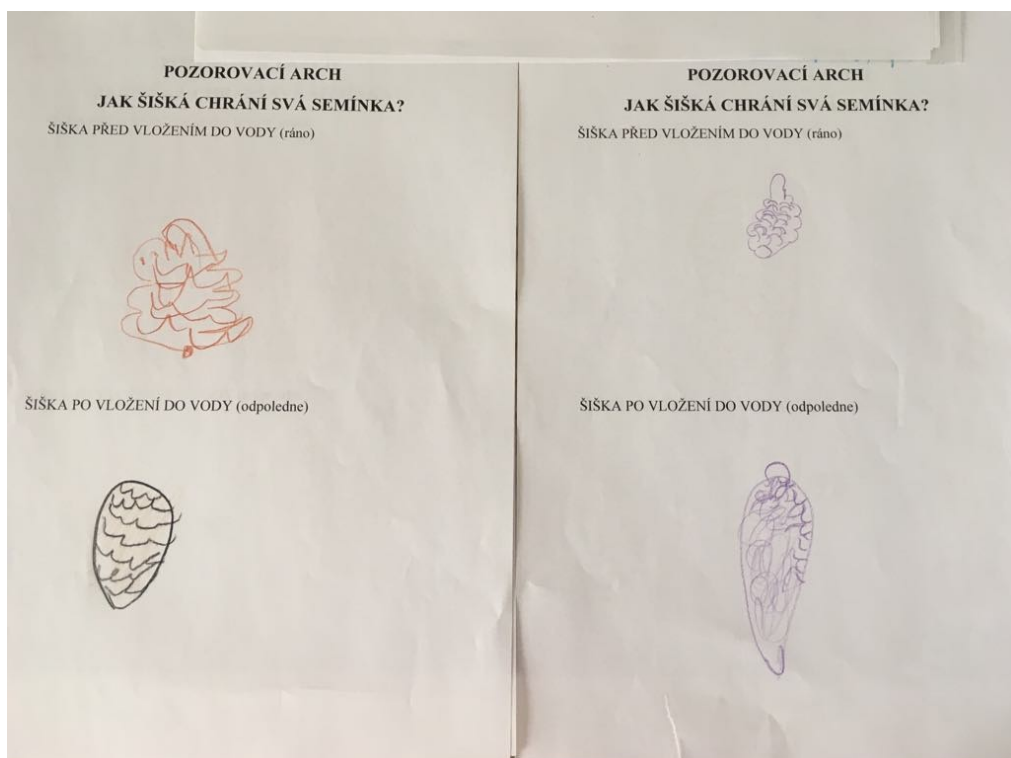 POZOROVACÍ ARCH
JAK ŠIŠKÁ CHRÁNÍ SVÁ SEMÍNKA?
ŠIŠKA PŘED VLOŽENÍM DO VODY (ráno)
ŠIŠKA PO VLOŽENÍ DO VODY (odpoledne)
POZOROVACÍ ARCH
JAK ŠIŠKÁ CHRÁNÍ SVÁ SEMÍNKA?
ŠIŠKA PŘED VLOŽENÍM DO VODY (ráno)
ŠIŠKA PO VLOŽENÍ DO VODY (odpoledne)